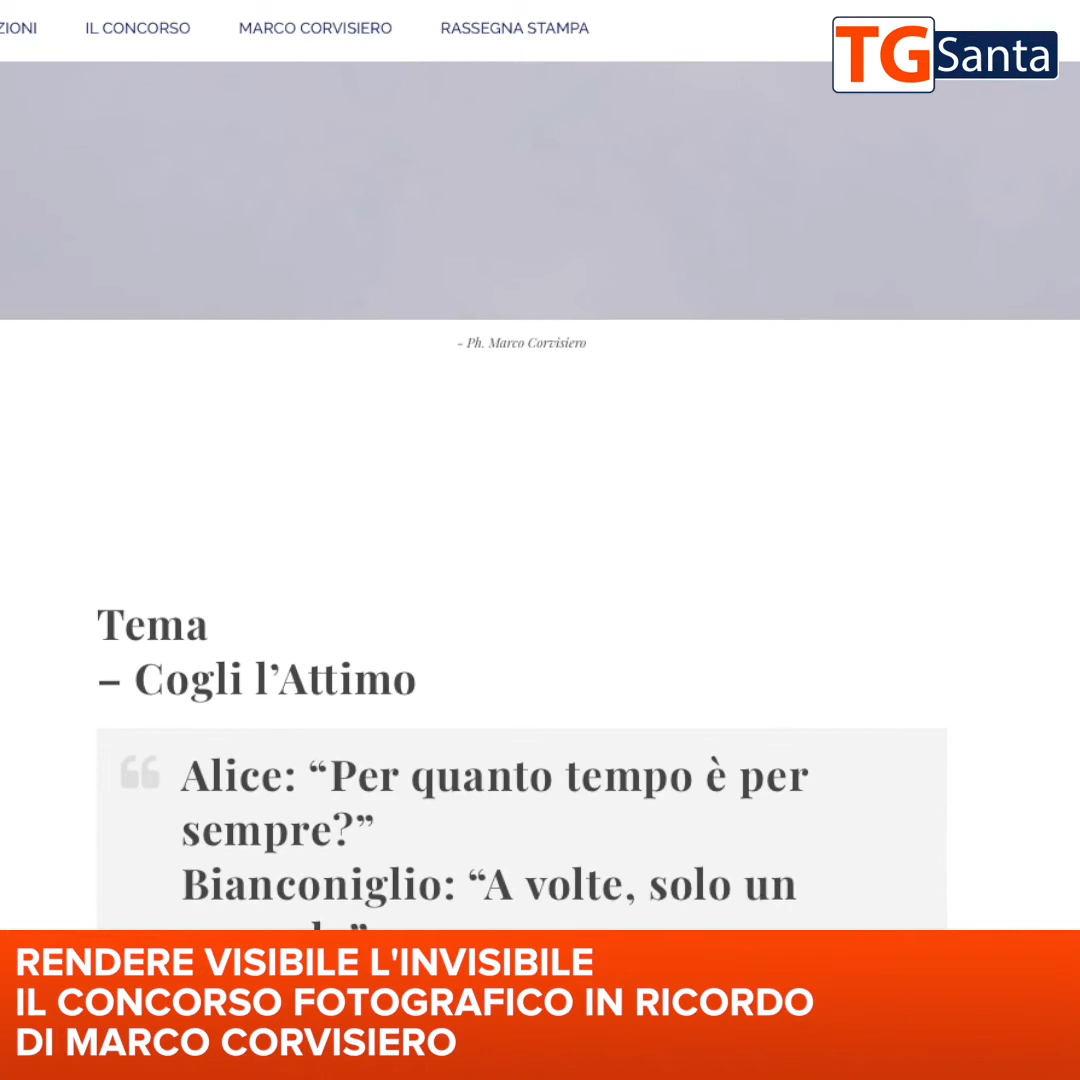 ZIONI IL CONCORSO MARCO CORVISIERO RASSEGNA STAMPA
TG Santa
- Ph. Marco Corvisiero
Tema
– Cogli l’Attimo
Alice: “Per quanto tempo è per
sempre?”
Bianconiglio: “A volte, solo un
RENDERE VISIBILE L'INVISIBILE
IL CONCORSO FOTOGRAFICO IN RICORDO
DI MARCO CORVISIERO